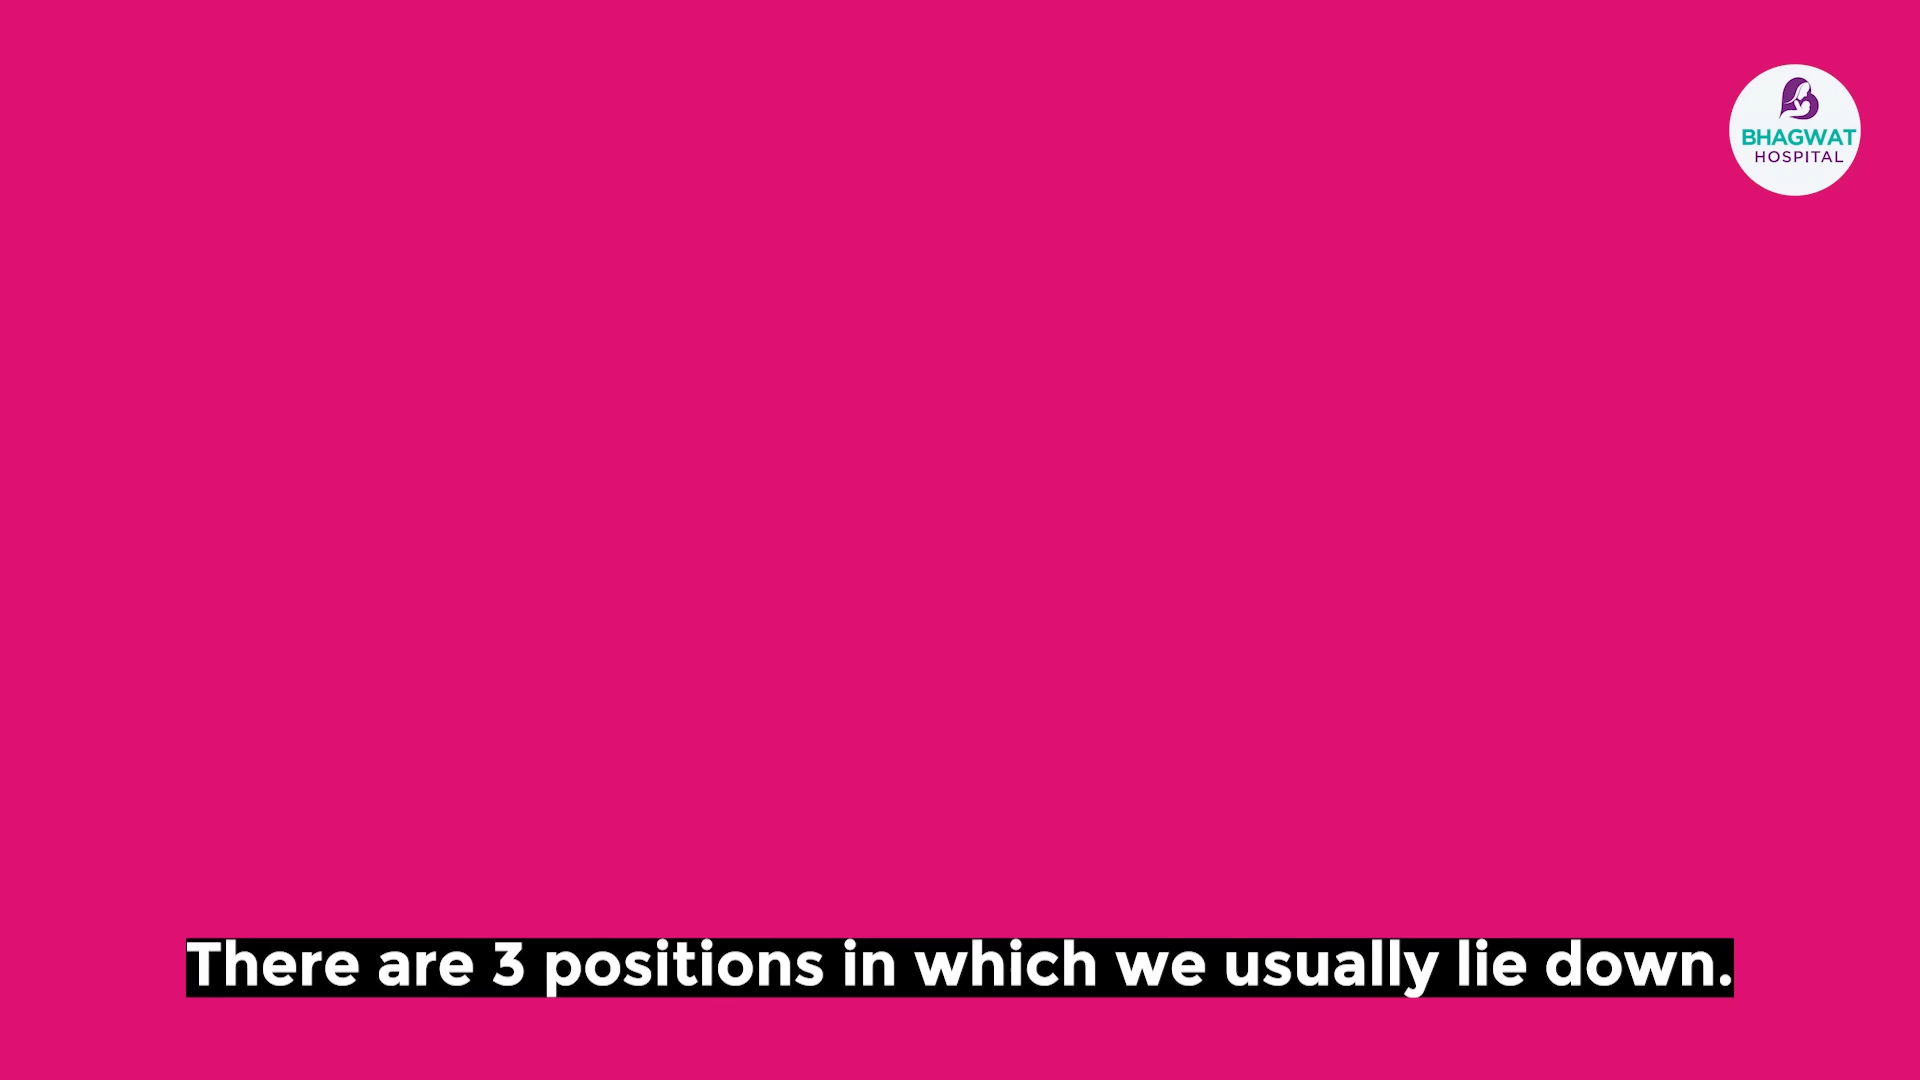 BHAGWAT
HOSPITAL
There are 3 positions in which we usually lie down.